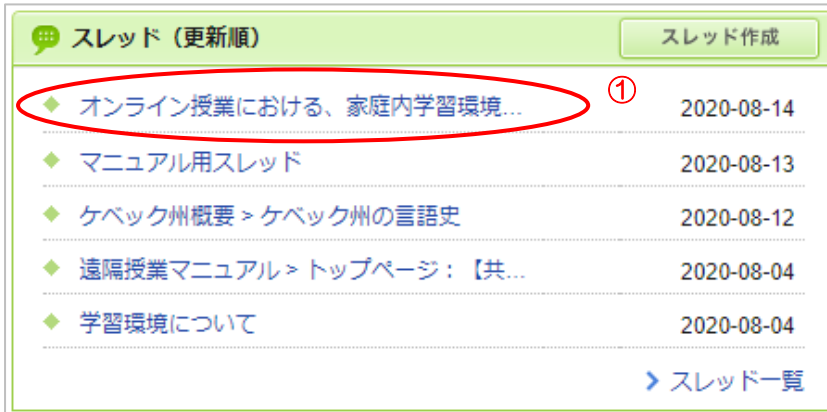 スレッド（更新順） スレッド作成
オンライン授業における、家庭内学習環境... ① 2020-08-14
マニュアル用スレッド 2020-08-13
ケベック州概要 > ケベック州の言語史 2020-08-12
遠隔授業マニュアル > トップページ：【共... 2020-08-04
学習環境について 2020-08-04
スレッド一覧